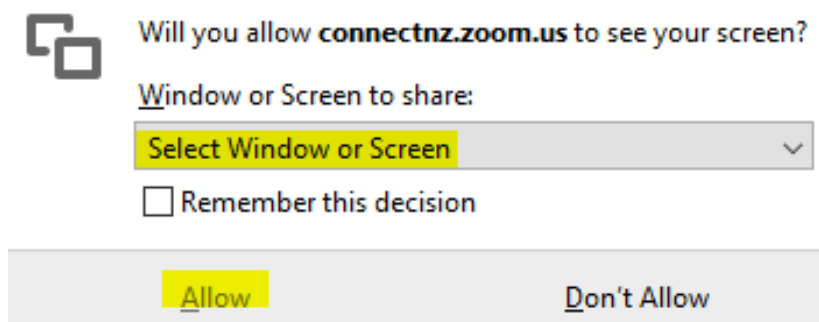 Will you allow connectnz.zoom.us to see your screen?
Window or Screen to share:
Select Window or Screen
Remember this decision
Allow Don't Allow